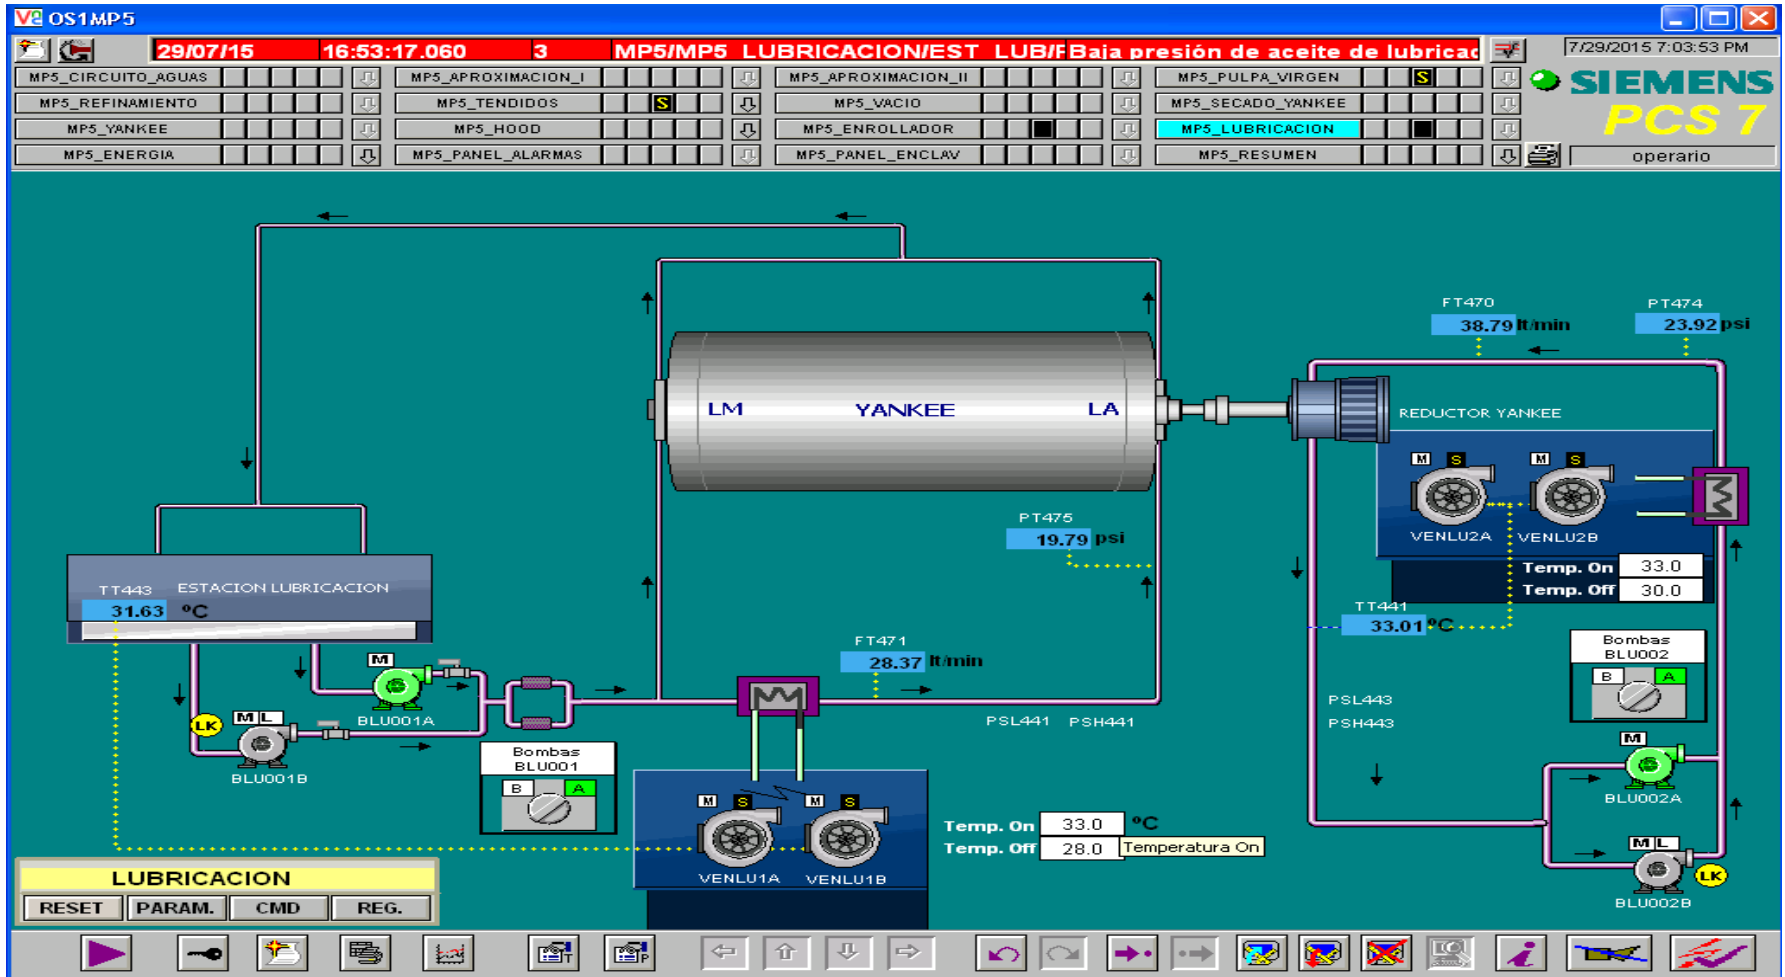 OS1MP5
29/07/15 16:53:17.060 3 MP5/MP5 LUBRICACION/EST LUB/F Baja presión de aceite de lubricac
7/29/2015 7:03:53 PM
MP5_CIRCUITO_AGUAS MP5_APROXIMACION_I MP5_APROXIMACION_II MP5_PULPA_VIRGEN S
SIEMENS
MP5_REFINAMIENTO MP5_TENDIDOS S MP5_VACIO MP5_SECADO_YANKEE
PCS 7
MP5_YANKEE MP5_HOOD MP5_ENROLLADOR MP5_LUBRICACION
MP5_ENERGIA MP5_PANEL_ALARMAS MP5_PANEL_ENCLAV MP5_RESUMEN
operario
FT470 PT474
38.79 lt/min 23.92 psi
LM YANKEE LA
REDUCTOR YANKEE
M S M S
VENLU2A VENLU2B
PT475
19.79 psi
Temp. On 33.0
Temp. Off 30.0
TT443 ESTACION LUBRICACION
31.63 ºC
TT441
33.01 ºC
FT471
28.37 lt/min
Bombas
BLU002
B A
M
BLU001A
PSL441 PSH441
PSL443
PSH443
LK M L
BLU001B
Bombas
BLU001
B A
M
BLU002A
M S M S
VENLU1A VENLU1B
Temp. On 33.0 ºC
Temp. Off 28.0
Temperatura On
M L
LK
BLU002B
LUBRICACION
RESET PARAM. CMD REG.
T P
i